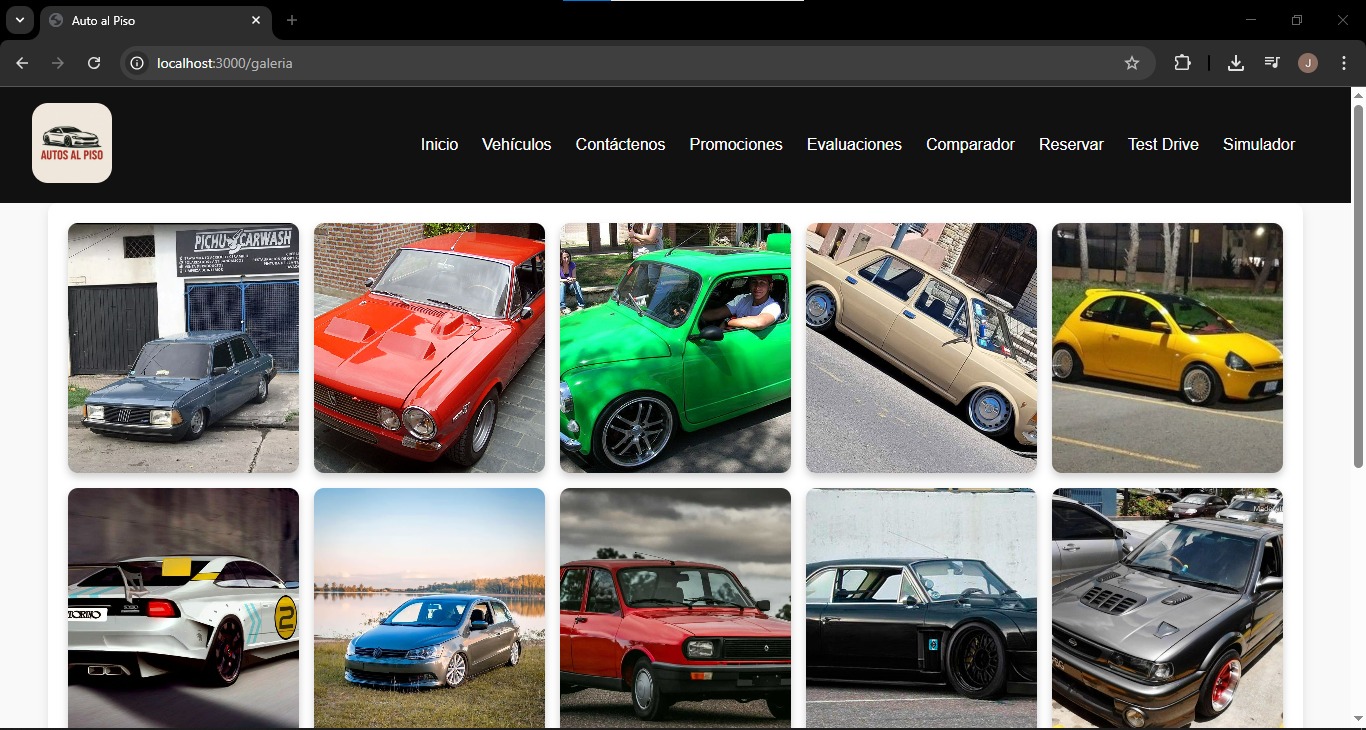 Auto al Piso
localhost:3000/galeria
J
AUTOS AL PISO
Inicio Vehículos Contáctenos Promociones Evaluaciones Comparador Reservar Test Drive Simulador
PICHU CARWASH
TORINO
2